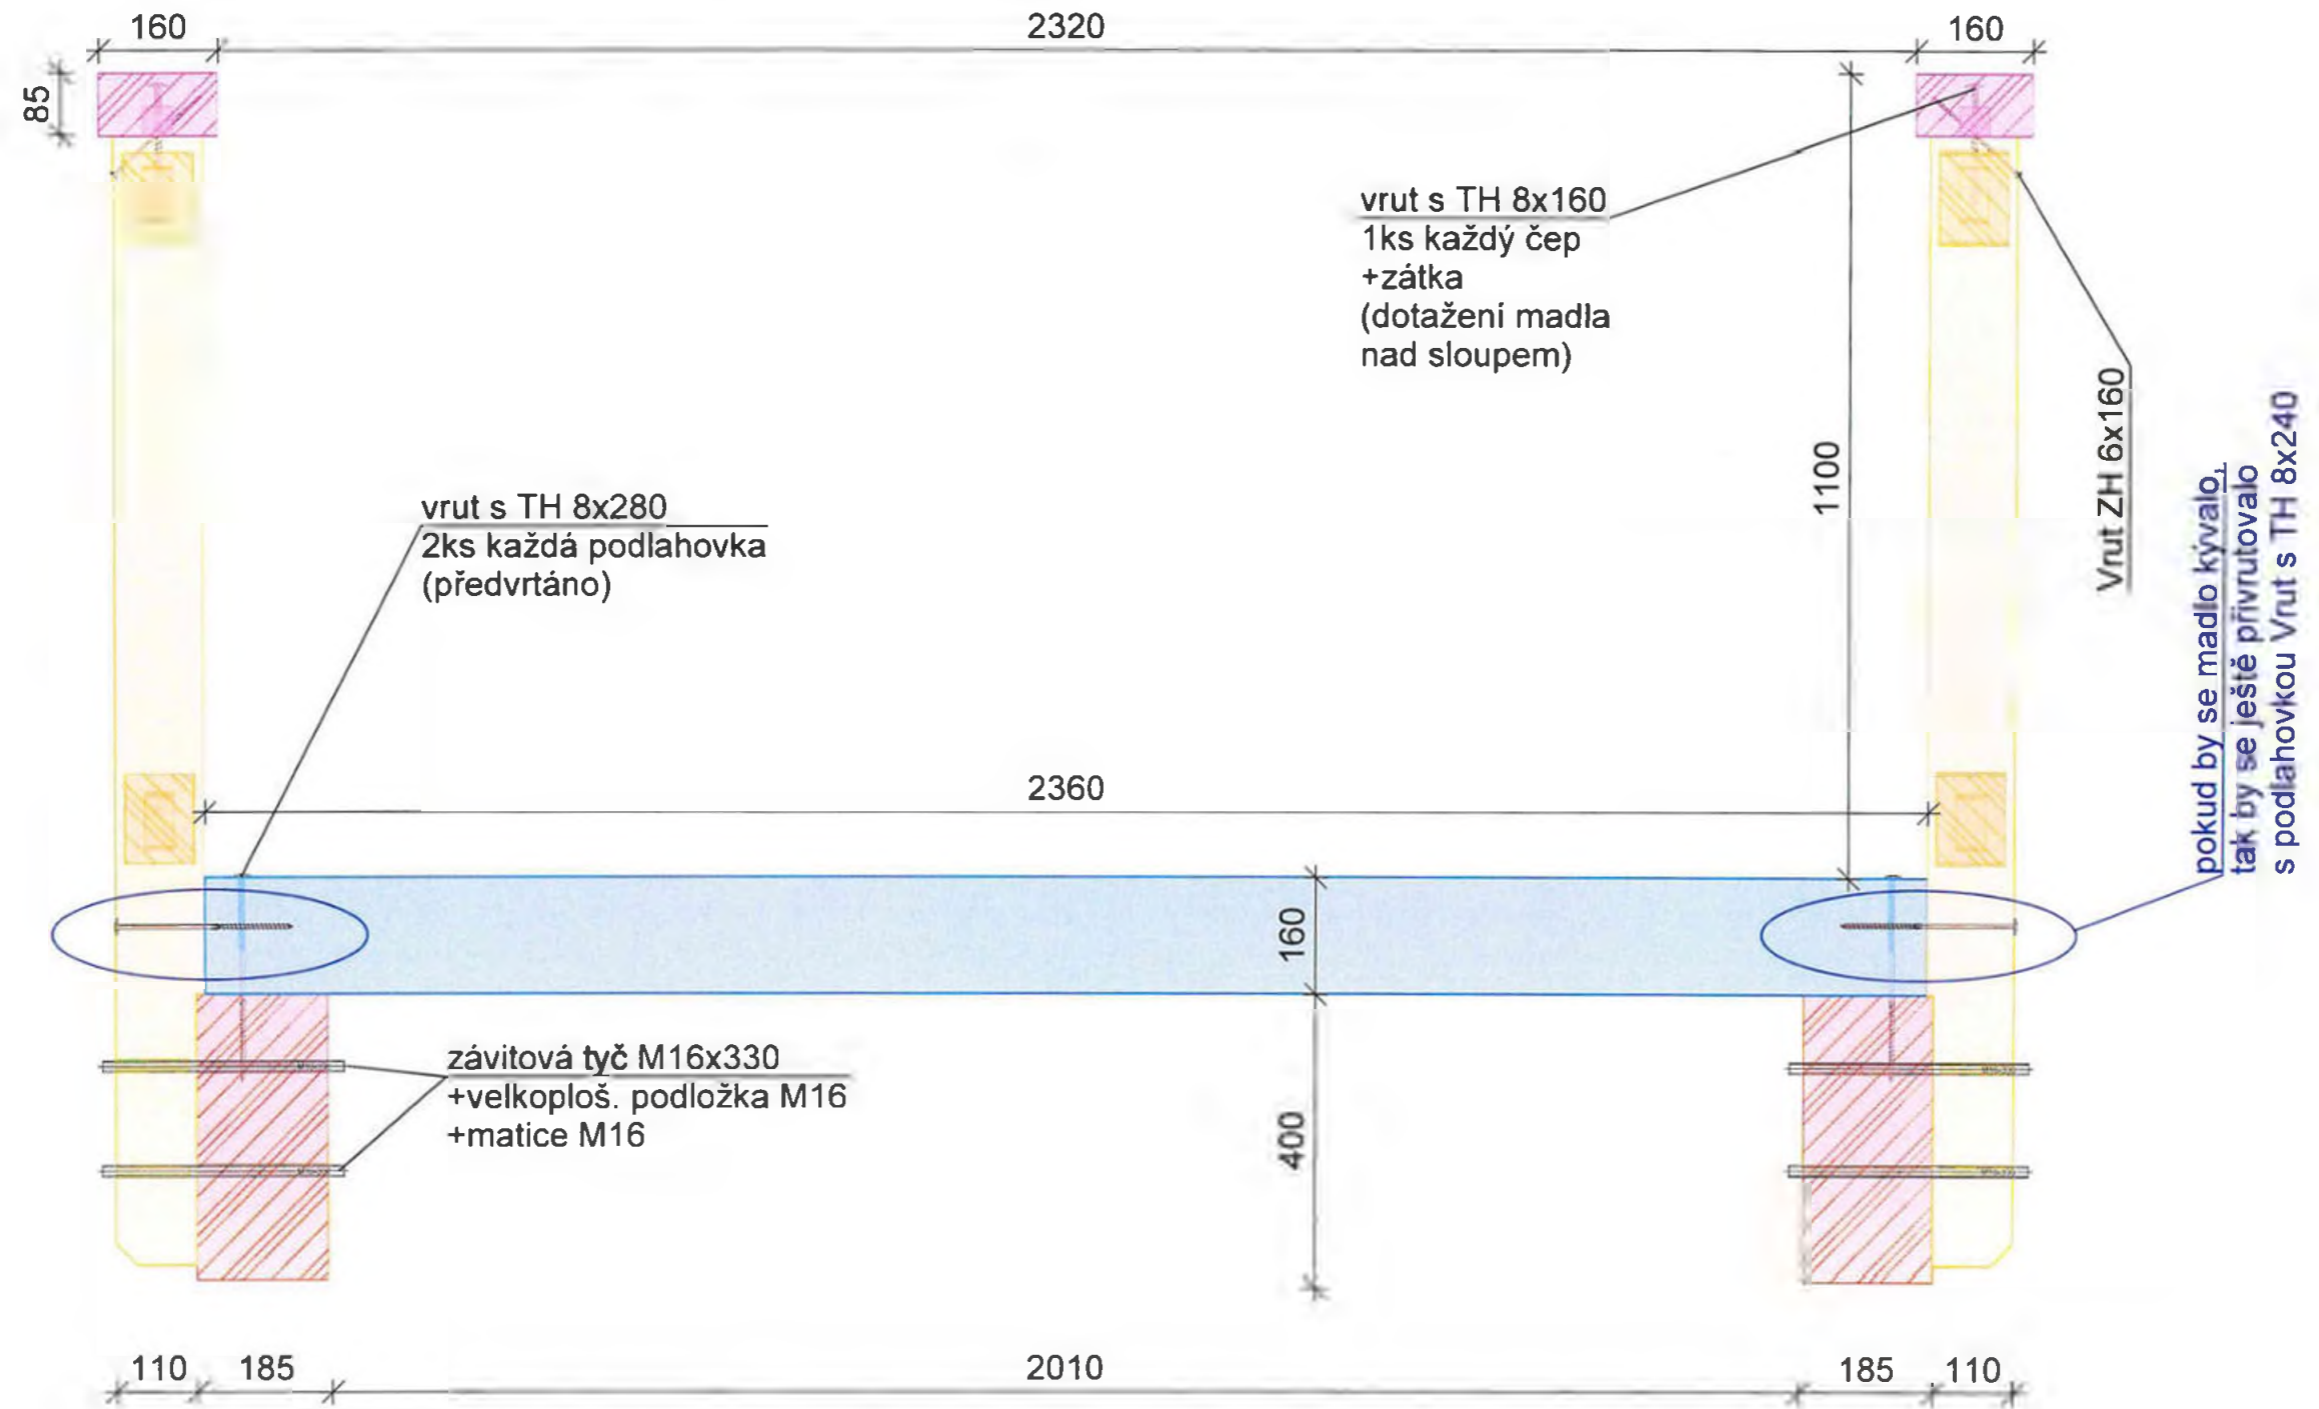 160
2320
160
85
vrut s TH 8x160
1ks každý čep
+zátka
(dotažení madla
nad sloupem)
1100
Vrut ZH 6x160
pokud by se madlo kývalo,
tak by se ještě přivrutovalo
s podlahovkou Vrut s TH 8x240
vrut s TH 8x280
2ks každá podlahovka
(předvrtáno)
2360
160
závitová tyč M16x330
+velkoploš. podložka M16
+matice M16
400
110
185
2010
185
110